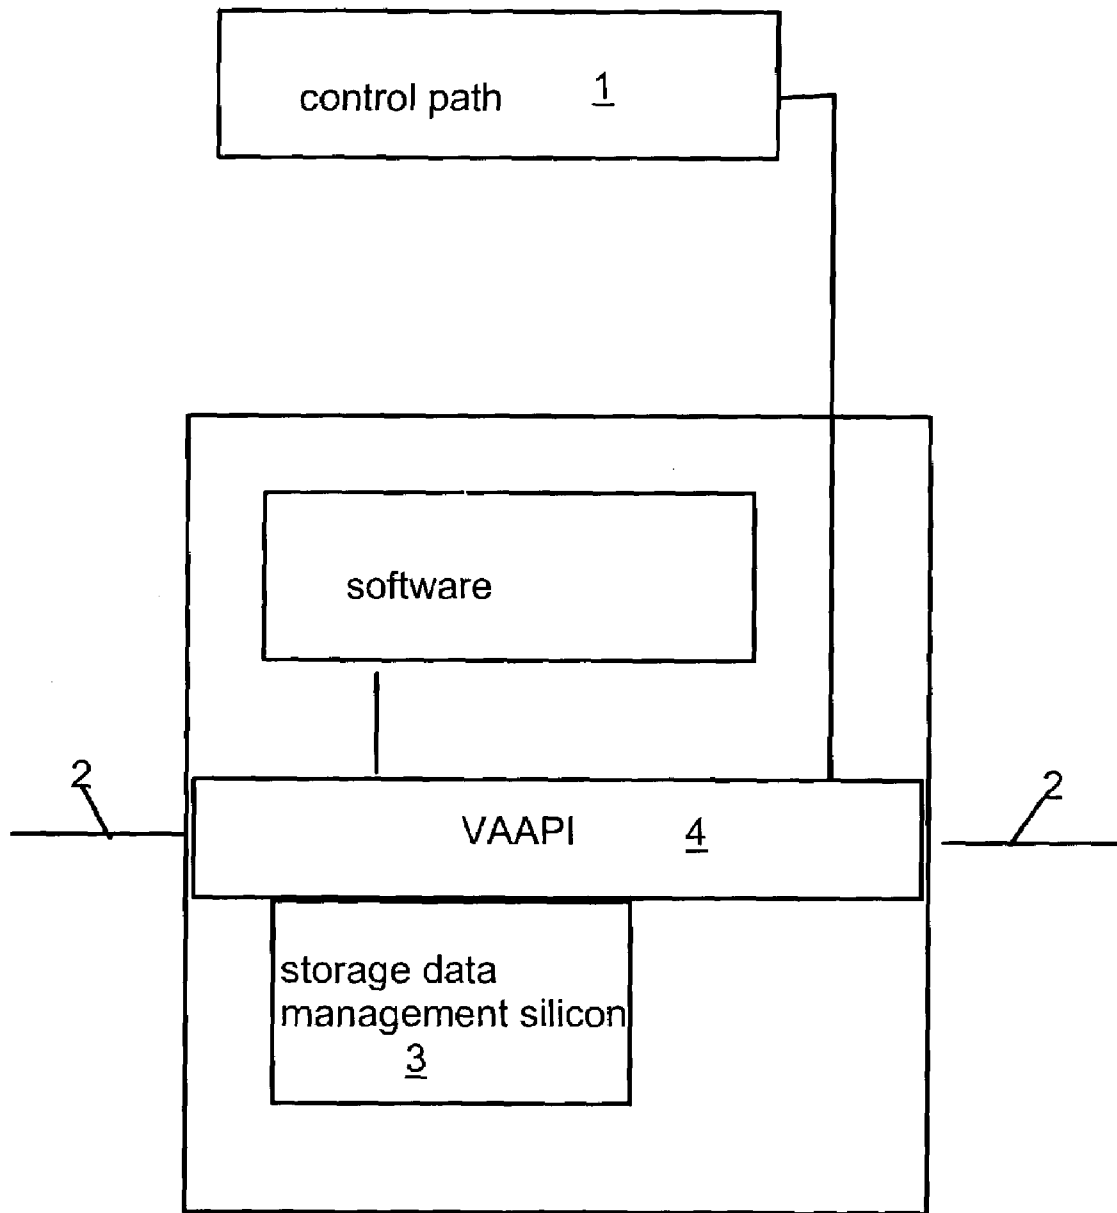 control path 1
software
2
2
VAAPI 4
storage data
management silicon
3